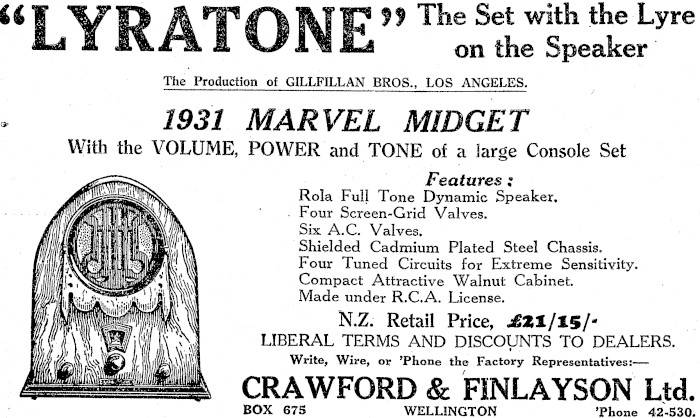 “LYRATONE” The Set with the Lyre
on the Speaker
The Production of GILLFILLAN BROS., LOS ANGELES.
1931 MARVEL MIDGET
With the VOLUME, POWER and TONE of a large Console Set
Features :
Rola Full Tone Dynamic Speaker.
Four Screen-Grid Valves.
Six A.C. Valves.
Shielded Cadmium Plated Steel Chassis.
Four Tuned Circuits for Extreme Sensitivity.
Compact Attractive Walnut Cabinet.
Made under R.C.A. License.
N.Z. Retail Price, £21/15/-
LIBERAL TERMS AND DISCOUNTS TO DEALERS.
Write, Wire, or 'Phone the Factory Representatives:—
CRAWFORD & FINLAYSON Ltd.
BOX 675 WELLINGTON 'Phone 42-530.